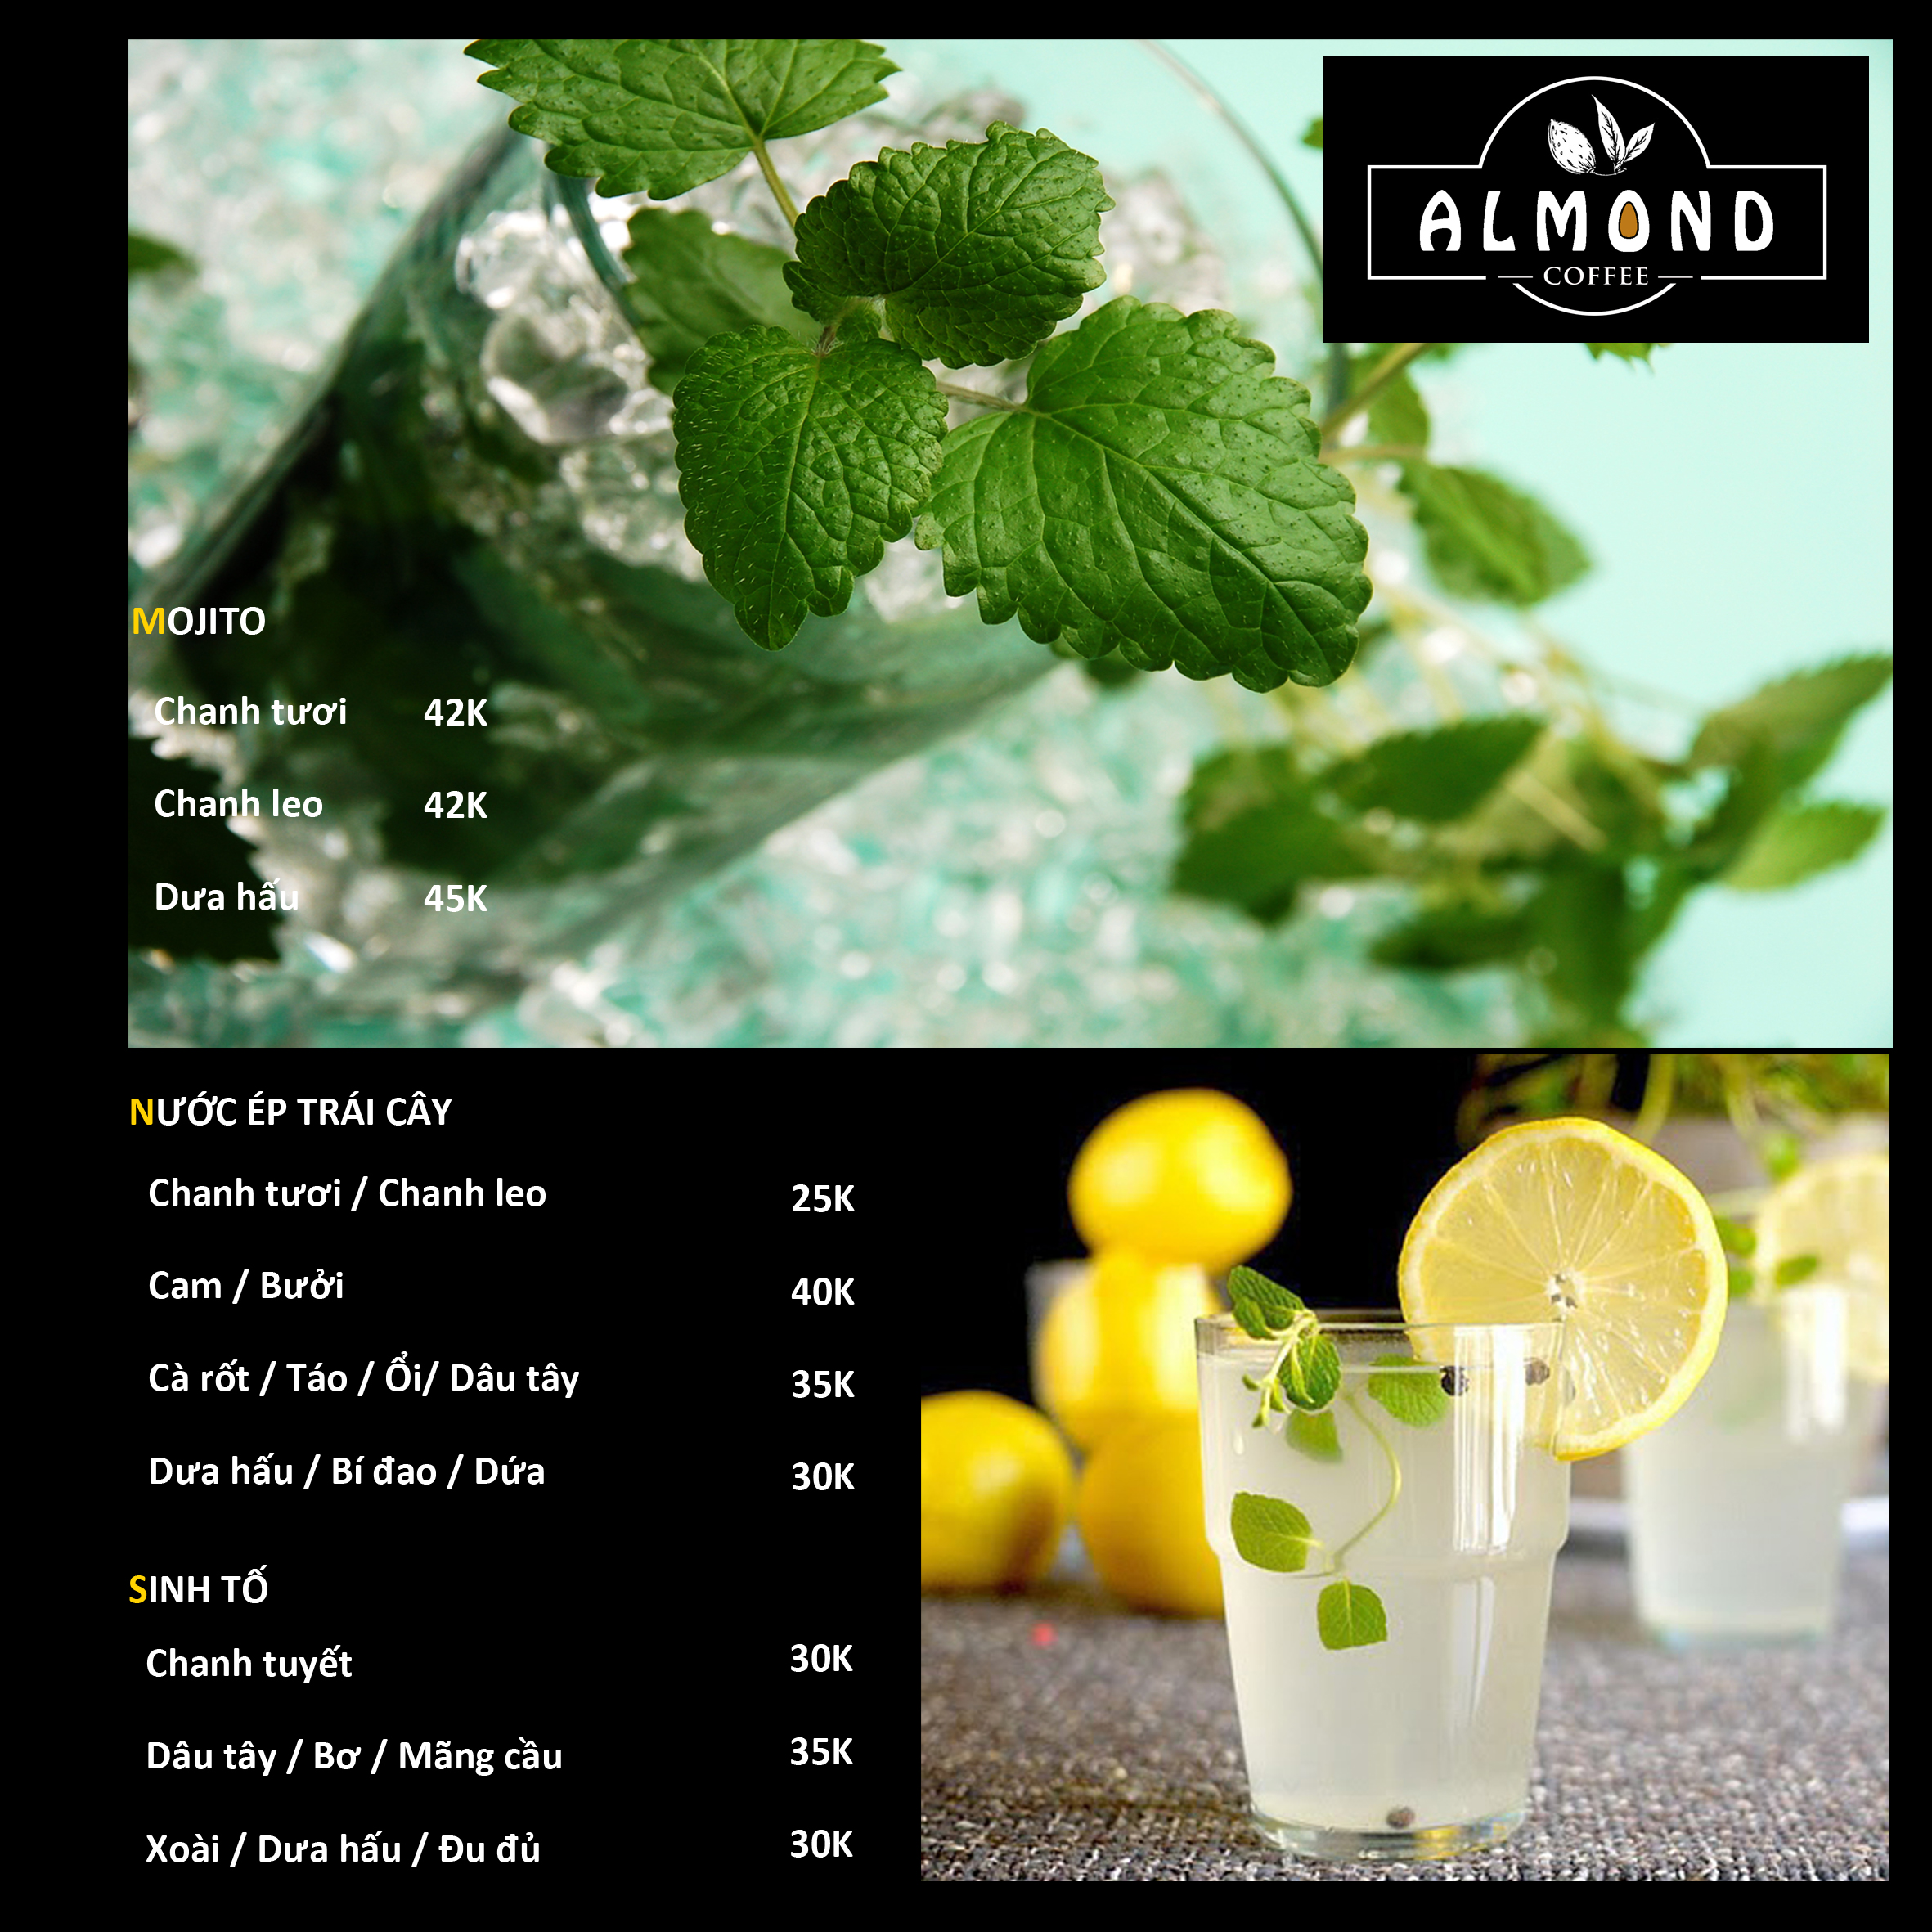 ALMOND
COFFEE
MOJITO
Chanh tươi 42K
Chanh leo 42K
Dưa hấu 45K
NƯỚC ÉP TRÁI CÂY
Chanh tươi / Chanh leo 25K
Cam / Bưởi 40K
Cà rốt / Táo / Ổi/ Dâu tây 35K
Dưa hấu / Bí đao / Dứa 30K
SINH TỐ
Chanh tuyết 30K
Dâu tây / Bơ / Mãng cầu 35K
Xoài / Dưa hấu / Đu đủ 30K